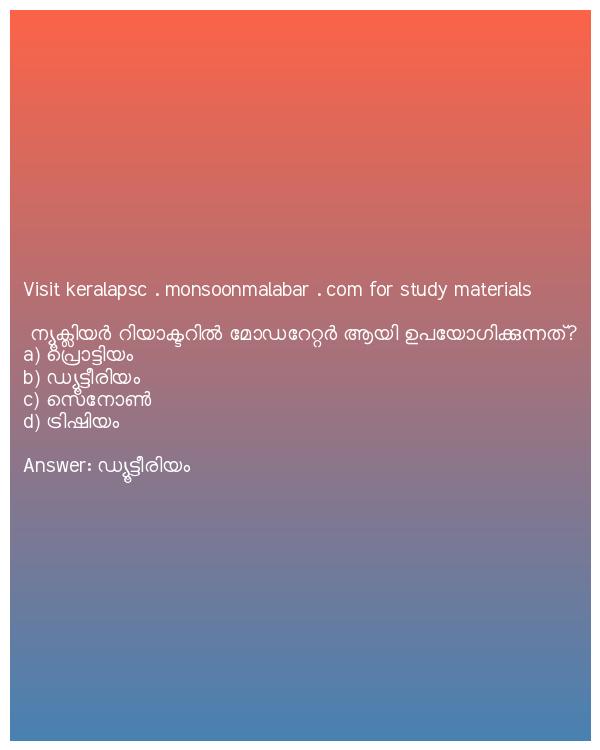 Visit keralapsc . monsoonmalabar . com for study materials
ന്യൂക്ലിയർ റിയാക്ടറിൽ മോഡറേറ്റർ ആയി ഉപയോഗിക്കുന്നത്?
a) പ്രൊട്ടിയം
b) ഡ്യൂട്ടീരിയം
c) സെനോൺ
d) ട്രിഷിയം
Answer: ഡ്യൂട്ടീരിയം